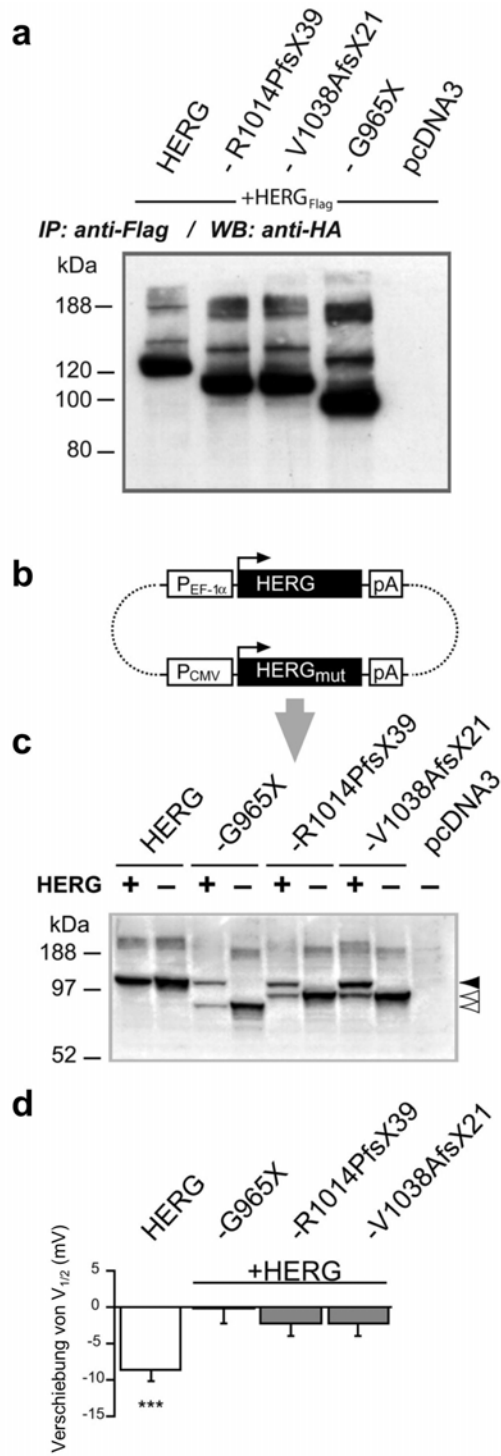 a
HERG
- R1014PfsX39
- V1038AfsX21
- G965X
pcDNA3
+HERGFlag
IP: anti-Flag / WB: anti-HA
kDa
188
120
100
80
b
PEF-1α HERG pA
PCMV HERGmut pA
c
HERG
-G965X
-R1014PfsX39
-V1038AfsX21
pcDNA3
HERG + − + − + − + − −
kDa
188
97
52
d
HERG
-G965X
-R1014PfsX39
-V1038AfsX21
+HERG
Verschiebung von V1/2 (mV)
5
0
-5
-10
-15
***